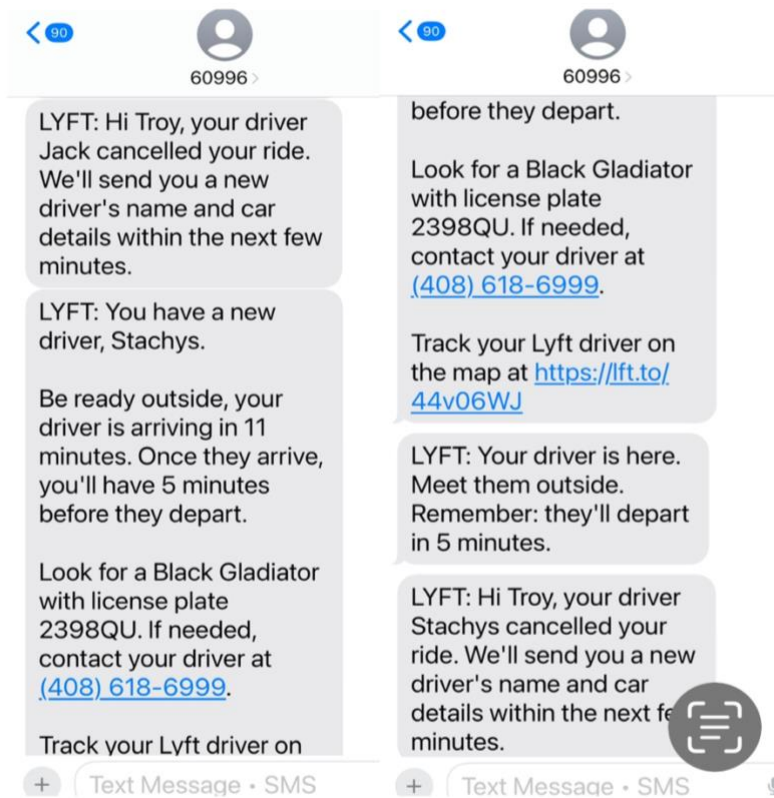 90
60996
LYFT: Hi Troy, your driver
Jack cancelled your ride.
We'll send you a new
driver's name and car
details within the next few
minutes.
LYFT: You have a new
driver, Stachys.
Be ready outside, your
driver is arriving in 11
minutes. Once they arrive,
you'll have 5 minutes
before they depart.
Look for a Black Gladiator
with license plate
2398QU. If needed,
contact your driver at
(408) 618-6999.
Track your Lyft driver on
Text Message • SMS
90
60996
before they depart.
Look for a Black Gladiator
with license plate
2398QU. If needed,
contact your driver at
(408) 618-6999.
Track your Lyft driver on
the map at https://lft.to/
44v06WJ
LYFT: Your driver is here.
Meet them outside.
Remember: they'll depart
in 5 minutes.
LYFT: Hi Troy, your driver
Stachys cancelled your
ride. We'll send you a new
driver's name and car
details within the next
minutes.
Text Message • SMS